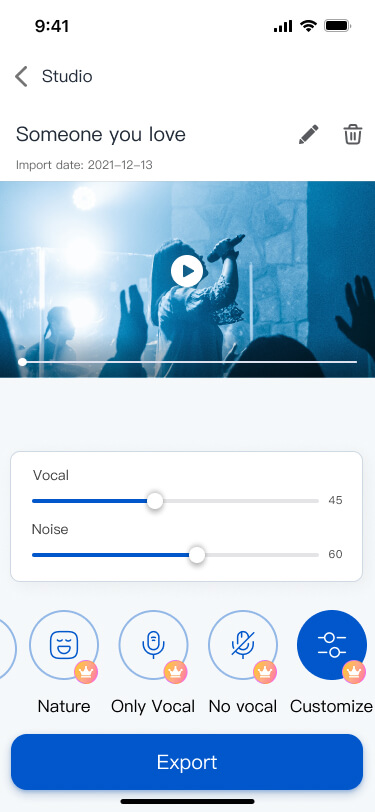 9:41
Studio
Someone you love
Import date: 2021-12-13
Vocal
45
Noise
60
Nature
Only Vocal
No vocal
Customize
Export